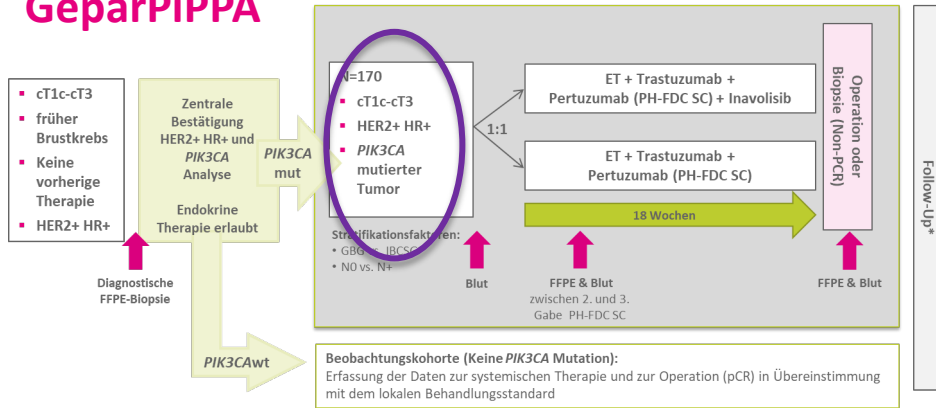 GeparPiPPA
cT1c-cT3
früher
Brustkrebs
Keine
vorherige
Therapie
HER2+ HR+
Diagnostische
FFPE-Biopsie
Zentrale
Bestätigung
HER2+ HR+ und
PIK3CA
Analyse
Endokrine
Therapie erlaubt
PIK3CA
mut
N=170
cT1c-cT3
HER2+ HR+
PIK3CA
mutierter
Tumor
Stratifikationsfaktoren:
• GBG vs. IBCSG
• N0 vs. N+
1:1
ET + Trastuzumab +
Pertuzumab (PH-FDC SC) + Inavolisib
ET + Trastuzumab +
Pertuzumab (PH-FDC SC)
18 Wochen
Blut
FFPE & Blut
zwischen 2. und 3.
Gabe PH-FDC SC
Operation oder
Biopsie (Non-PCR)
FFPE & Blut
Follow-Up*
PIK3CAwt
Beobachtungskohorte (Keine PIK3CA Mutation):
Erfassung der Daten zur systemischen Therapie und zur Operation (pCR) in Übereinstimmung
mit dem lokalen Behandlungsstandard